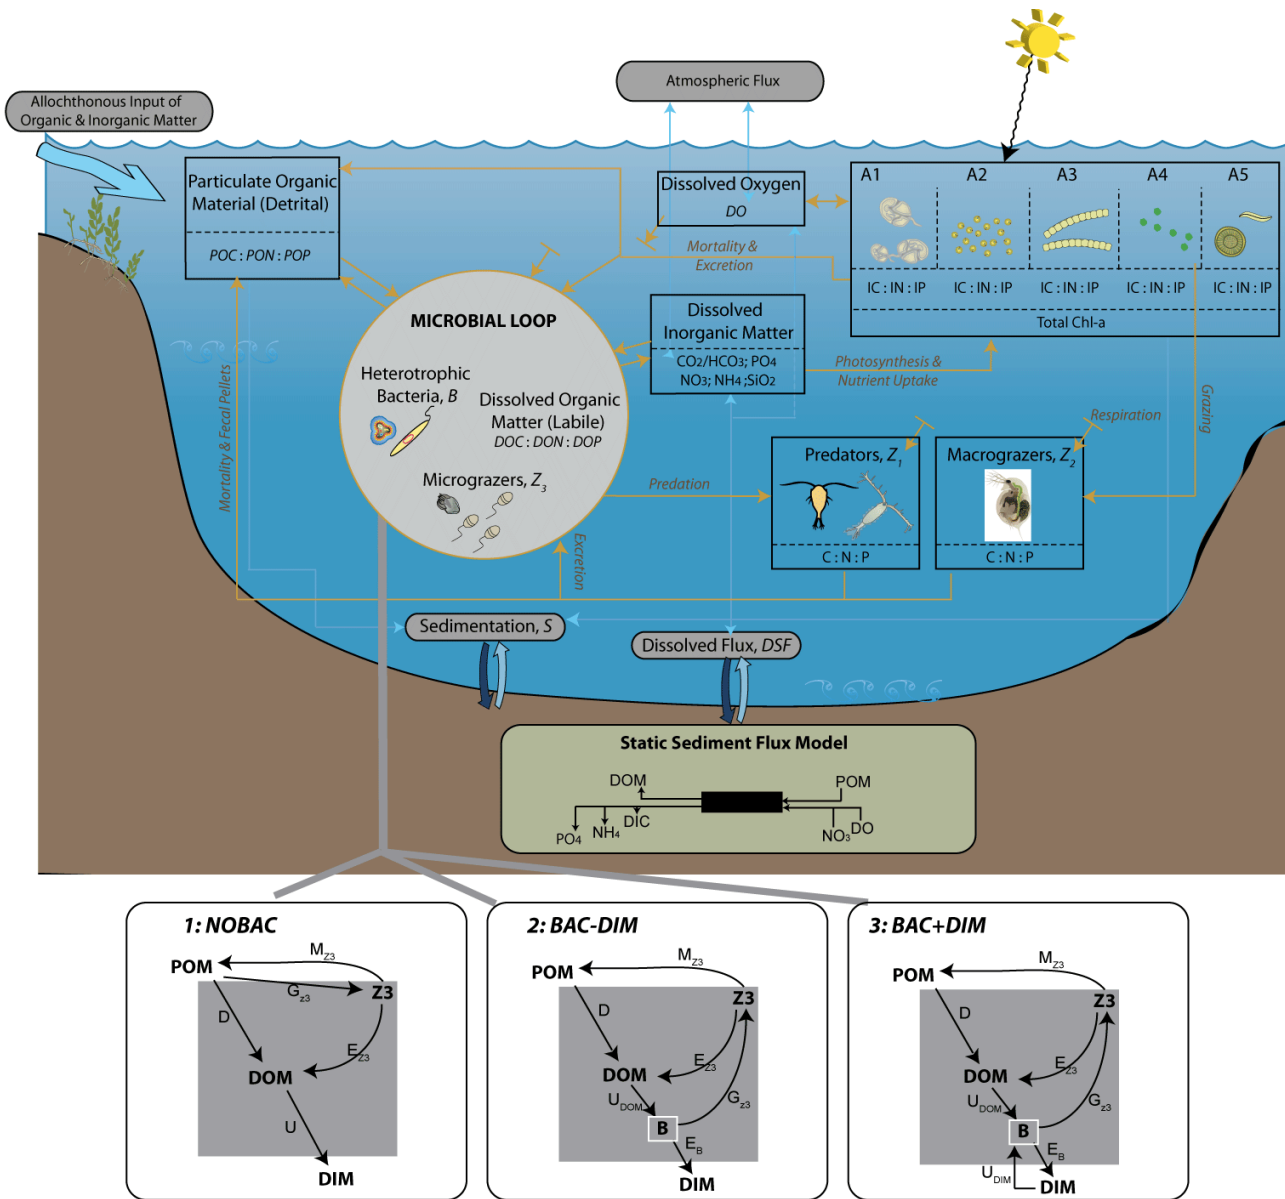 Atmospheric Flux
Allochthonous Input of
Organic & Inorganic Matter
Particulate Organic
Material (Detrital)
POC : PON : POP
Dissolved Oxygen
DO
A1 A2 A3 A4 A5
IC : IN : IP IC : IN : IP IC : IN : IP IC : IN : IP IC : IN : IP
Total Chl-a
Mortality &
Excretion
MICROBIAL LOOP
Heterotrophic
Bacteria, B
Dissolved Organic
Matter (Labile)
DOC : DON : DOP
Micrograzers, Z3
Dissolved
Inorganic Matter
CO2/HCO3; PO4
NO3; NH4 ;SiO2
Photosynthesis &
Nutrient Uptake
Grazing
Respiration
Mortality & Fecal Pellets
Predation
Predators, Z1
C : N : P
Macrograzers, Z2
C : N : P
Excretion
Sedimentation, S
Dissolved Flux, DSF
Static Sediment Flux Model
DOM
POM
PO4
NH4
DIC
NO3
DO
1: NOBAC
MZ3
POM
Gz3
Z3
D
EZ3
DOM
U
DIM
2: BAC-DIM
MZ3
POM
Z3
D
EZ3
DOM
UDOM
Gz3
B
EB
DIM
3: BAC+DIM
MZ3
POM
Z3
D
EZ3
DOM
UDOM
Gz3
B
EB
UDIM
DIM